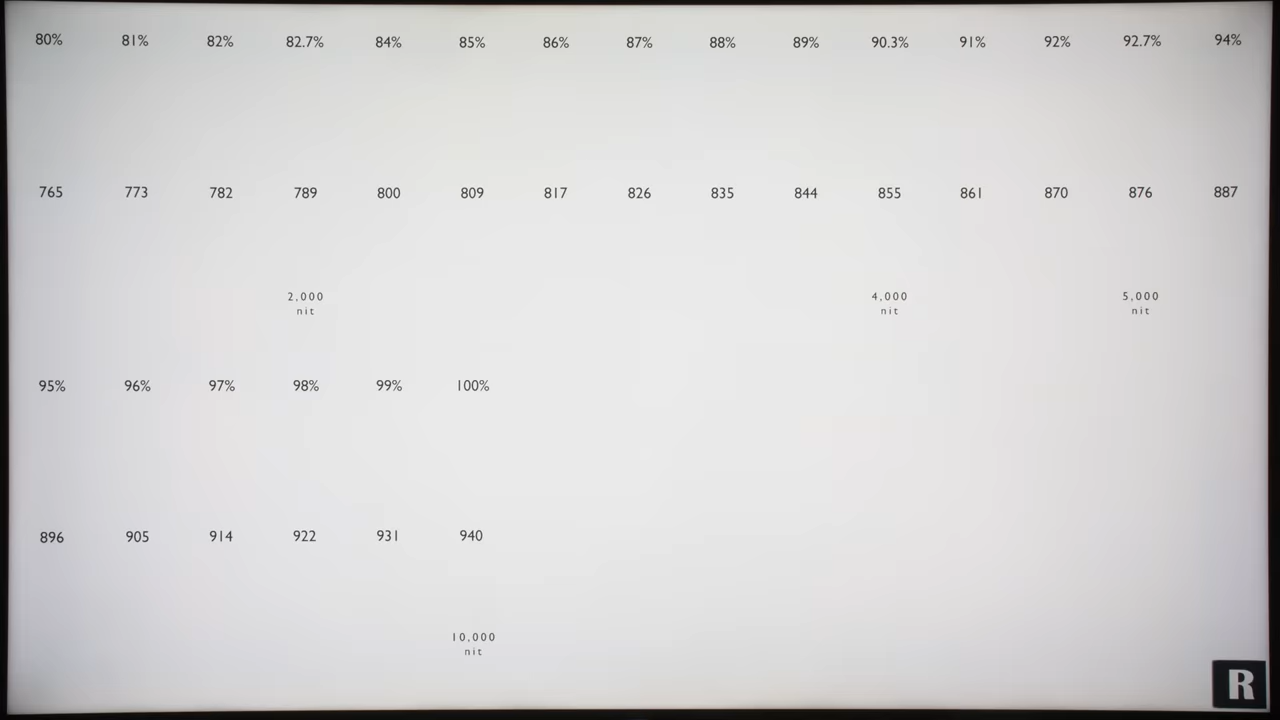 80% 81% 82% 82.7% 84% 85% 86% 87% 88% 89% 90.3% 91% 92% 92.7% 94%
765 773 782 789 800 809 817 826 835 844 855 861 870 876 887
2,000 4,000 5,000
nit nit nit
95% 96% 97% 98% 99% 100%
896 905 914 922 931 940
10,000
nit
R